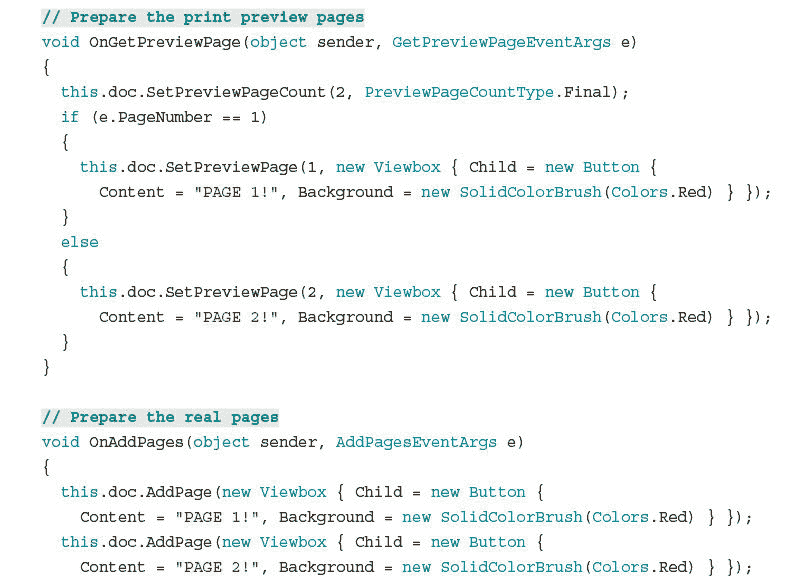 // Prepare the print preview pages
void OnGetPreviewPage(object sender, GetPreviewPageEventArgs e)
{
  this.doc.SetPreviewPageCount(2, PreviewPageCountType.Final);
  if (e.PageNumber == 1)
  {
    this.doc.SetPreviewPage(1, new Viewbox { Child = new Button {
      Content = "PAGE 1!", Background = new SolidColorBrush(Colors.Red) } });
  }
  else
  {
    this.doc.SetPreviewPage(2, new Viewbox { Child = new Button {
      Content = "PAGE 2!", Background = new SolidColorBrush(Colors.Red) } });
  }
}

// Prepare the real pages
void OnAddPages(object sender, AddPagesEventArgs e)
{
  this.doc.AddPage(new Viewbox { Child = new Button {
    Content = "PAGE 1!", Background = new SolidColorBrush(Colors.Red) } });
  this.doc.AddPage(new Viewbox { Child = new Button {
    Content = "PAGE 2!", Background = new SolidColorBrush(Colors.Red) } });